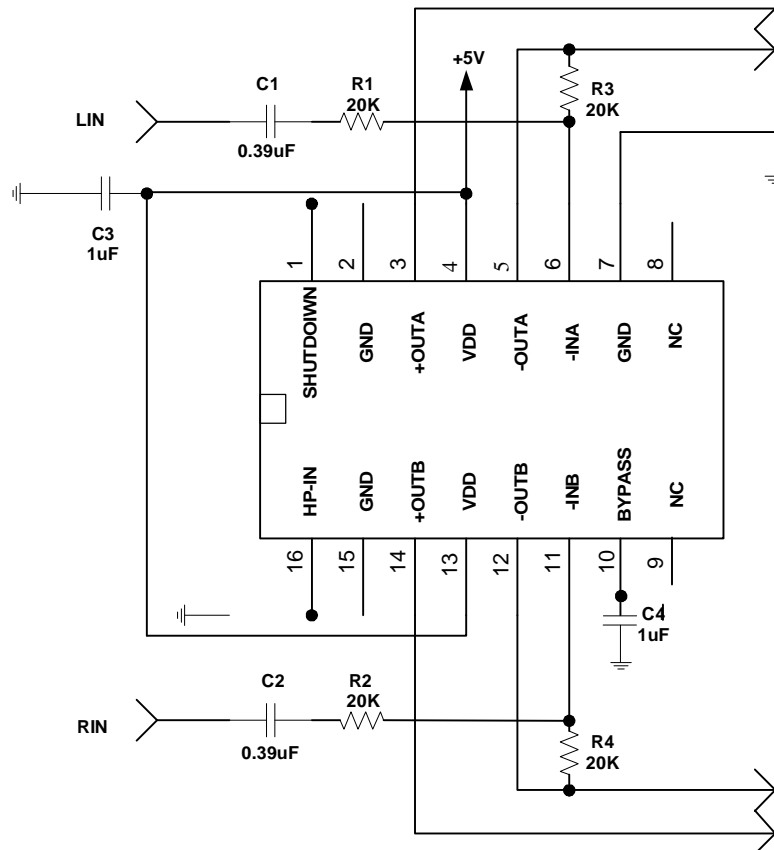 +5V
C1
R1
20K
R3
20K
LIN
0.39uF
C3
1uF
1
2
3
4
5
6
7
8
SHUTDOIWN
GND
+OUTA
VDD
-OUTA
-INA
GND
NC
HP-IN
GND
+OUTB
VDD
-OUTB
-INB
BYPASS
NC
16
15
14
13
12
11
10
9
C4
1uF
C2
R2
20K
RIN
0.39uF
R4
20K